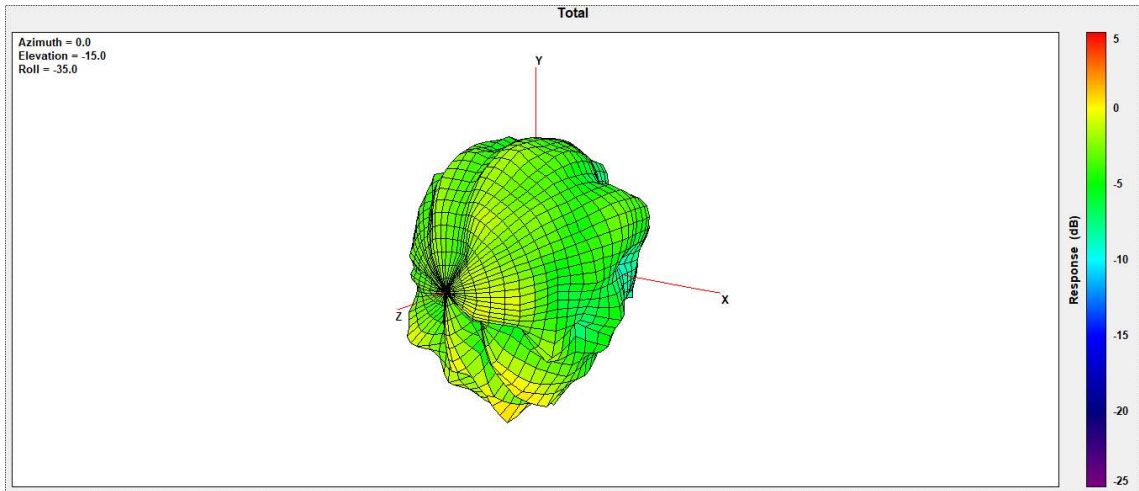 Total
Azimuth = 0.0
Elevation = -15.0
Roll = -35.0
Y
X
Z
5
0
-5
-10
-15
-20
-25
Response (dB)